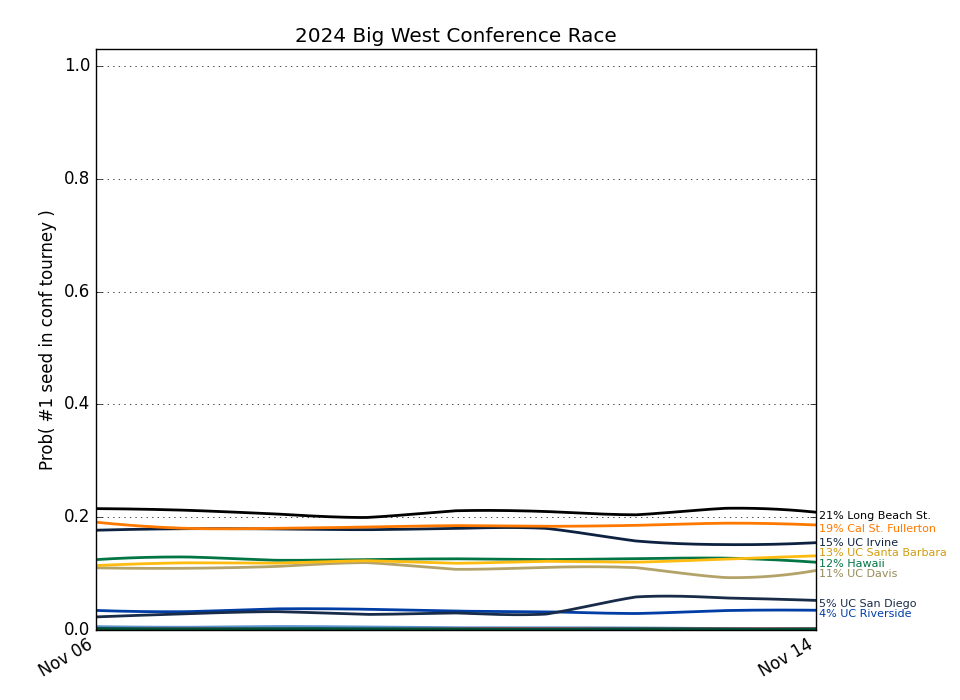 2024 Big West Conference Race
Prob( #1 seed in conf tourney )
1.0
0.8
0.6
0.4
0.2
0.0
Nov 06
Nov 14
21% Long Beach St.
19% Cal St. Fullerton
15% UC Irvine
13% UC Santa Barbara
12% Hawaii
11% UC Davis
5% UC San Diego
4% UC Riverside